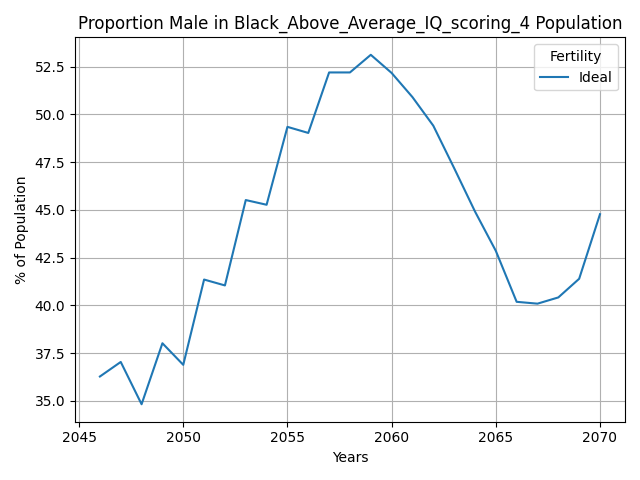 Proportion Male in Black_Above_Average_IQ_scoring_4 Population
Fertility
Ideal
% of Population
52.5
50.0
47.5
45.0
42.5
40.0
37.5
35.0
2045 2050 2055 2060 2065 2070
Years